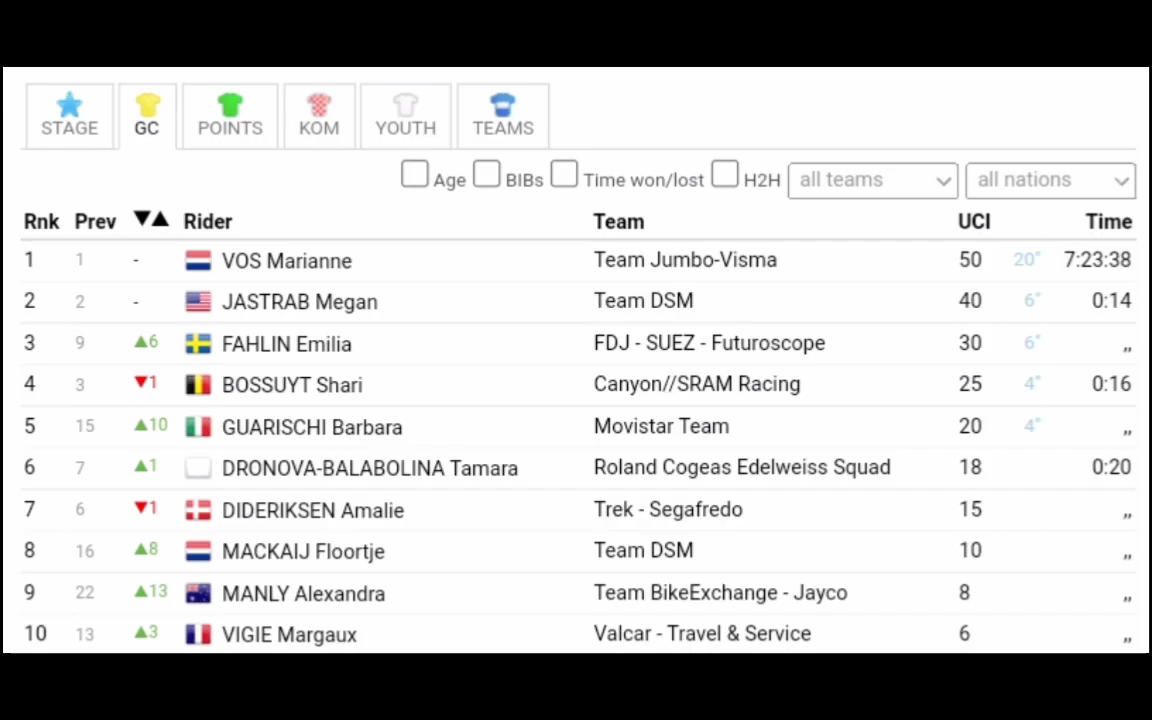 STAGE GC POINTS KOM YOUTH TEAMS
Age BIBs Time won/lost H2H all teams all nations
Rnk Prev ▼▲ Rider Team UCI Time
1 1 - VOS Marianne Team Jumbo-Visma 50 20" 7:23:38
2 2 - JASTRAB Megan Team DSM 40 6" 0:14
3 9 ▲6 FAHLIN Emilia FDJ - SUEZ - Futuroscope 30 6" ,,
4 3 ▼1 BOSSUYT Shari Canyon//SRAM Racing 25 4" 0:16
5 15 ▲10 GUARISCHI Barbara Movistar Team 20 4" ,,
6 7 ▲1 DRONOVA-BALABOLINA Tamara Roland Cogeas Edelweiss Squad 18 0:20
7 6 ▼1 DIDERIKSEN Amalie Trek - Segafredo 15 ,,
8 16 ▲8 MACKAIJ Floortje Team DSM 10 ,,
9 22 ▲13 MANLY Alexandra Team BikeExchange - Jayco 8 ,,
10 13 ▲3 VIGIE Margaux Valcar - Travel & Service 6 ,,